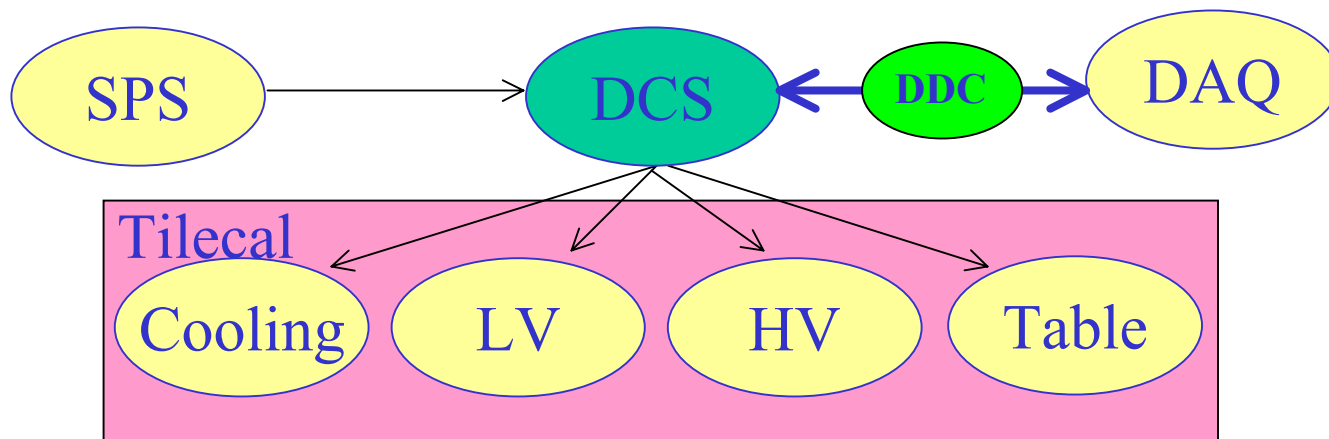 SPS
DCS
DDC
DAQ
Tilecal
Cooling
LV
HV
Table